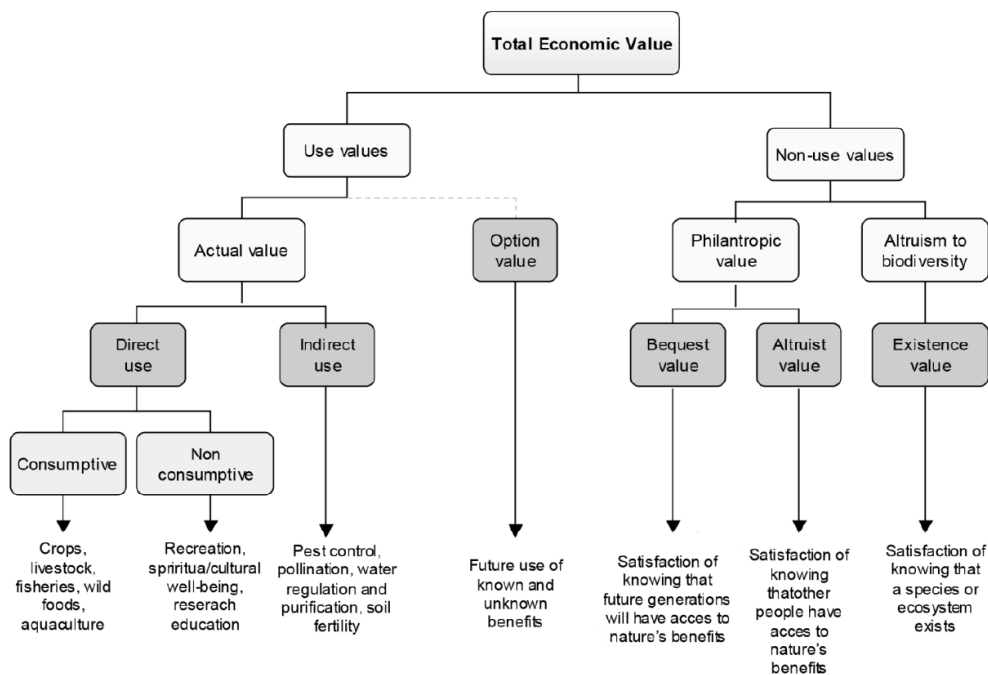 Total Economic Value
Use values
Non-use values
Actual value
Option
value
Philantropic
value
Altruism to
biodiversity
Direct
use
Indirect
use
Bequest
value
Altruist
value
Existence
value
Consumptive
Non
consumptive
Crops,
livestock,
fisheries, wild
foods,
aquaculture
Recreation,
spriritua/cultural
well-being,
reserach
education
Pest control,
pollination, water
regulation and
purification, soil
fertility
Future use of
known and
unknown
benefits
Satisfaction of
knowing that
future generations
will have acces to
nature's benefits
Satisfaction of
knowing
thatother
people have
acces to
nature's
benefits
Satisfaction of
knowing that
a species or
ecosystem
exists